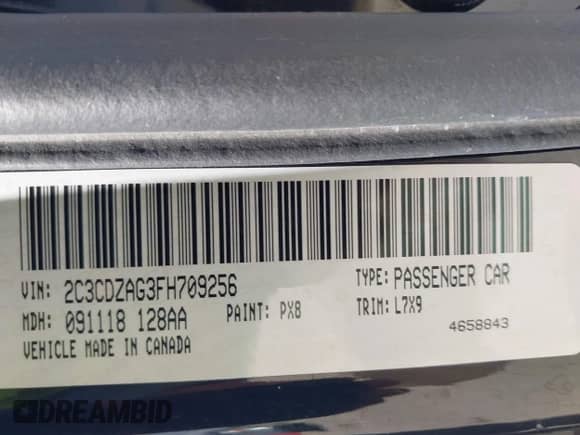 VIN: 2C3CDZAG3FH709256 TYPE: PASSENGER CAR
MDH: 091118 128AA PAINT: PX8 TRIM: L7X9
VEHICLE MADE IN CANADA 4658843
DREAMBID